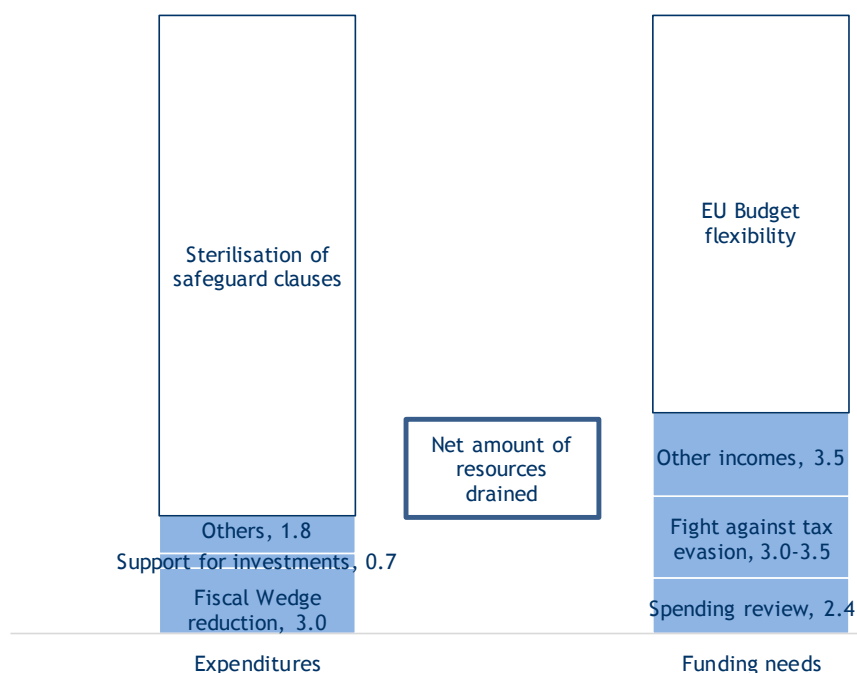 Sterilisation of
safeguard clauses
Others, 1.8
Support for investments, 0.7
Fiscal Wedge
reduction, 3.0
Expenditures
Net amount of
resources
drained
EU Budget
flexibility
Other incomes, 3.5
Fight against tax
evasion, 3.0-3.5
Spending review, 2.4
Funding needs